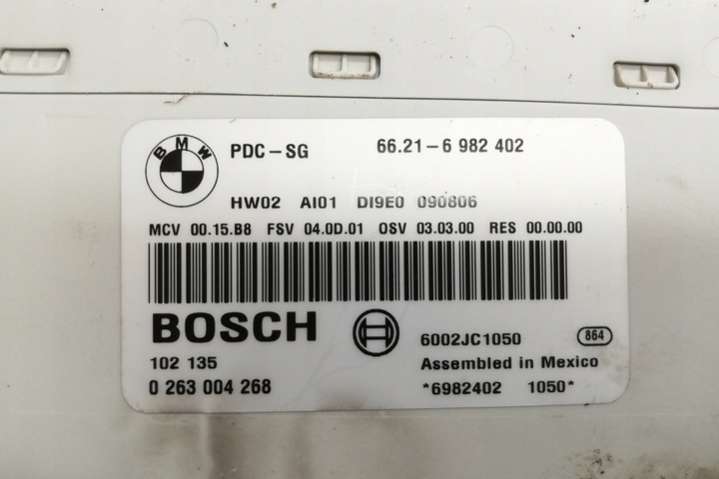 BMW PDC-SG 66.21-6 982 402
HW02 AI01 DI9E0 090806
MCV 00.15.B8 FSV 04.0D.01 OSV 03.03.00 RES 00.00.00
BOSCH 6002JC1050 864
102 135 Assembled in Mexico
0 263 004 268 *6982402 1050*